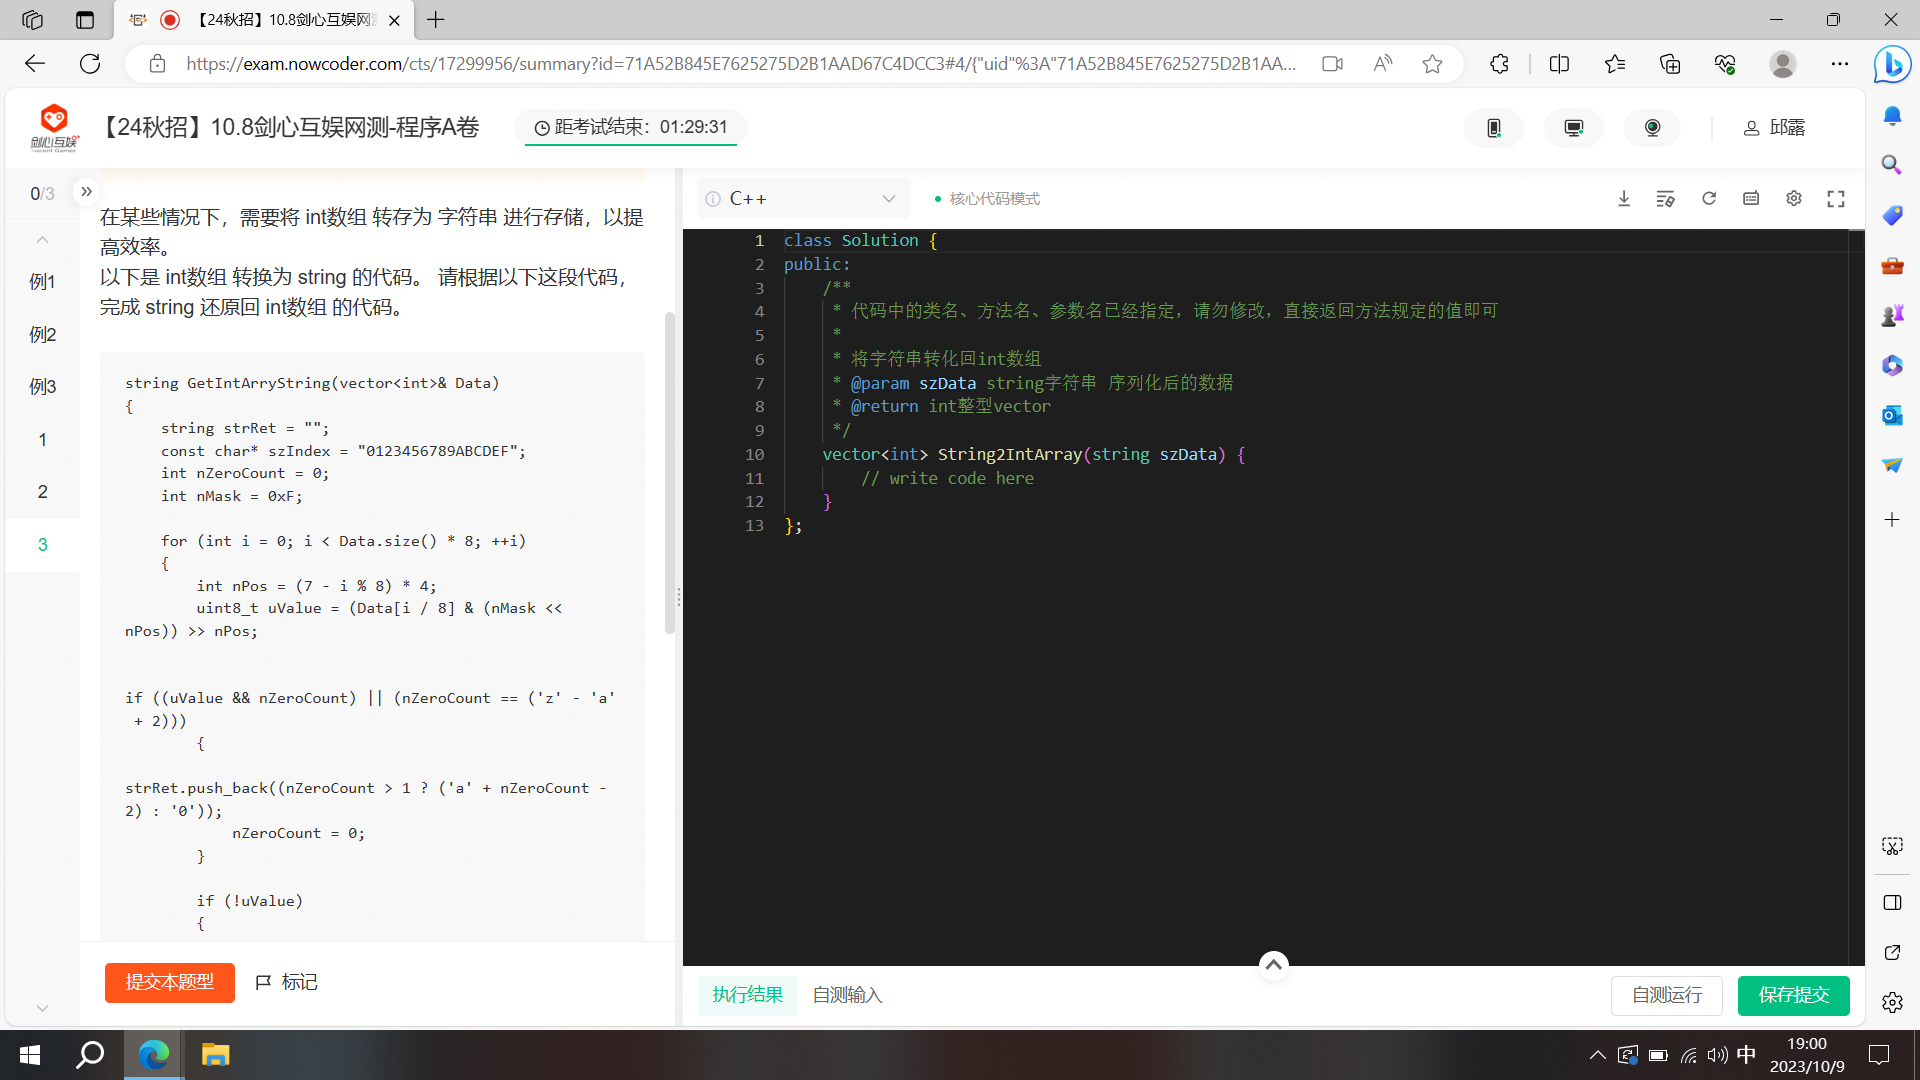 【24秋招】10.8剑心互娱网测
https://exam.nowcoder.com/cts/17299956/summary?id=71A52B845E7625275D2B1AAD67C4DCC3#4/{"uid"%3A"71A52B845E7625275D2B1AA...
剑心互娱
【24秋招】10.8剑心互娱网测-程序A卷
距考试结束：01:29:31
邱露
0/3
例1
例2
例3
1
2
3
在某些情况下，需要将 int数组 转存为 字符串 进行存储，以提
高效率。
以下是 int数组 转换为 string 的代码。 请根据以下这段代码，
完成 string 还原回 int数组 的代码。
string GetIntArryString(vector<int>& Data)
{
    string strRet = "";
    const char* szIndex = "0123456789ABCDEF";
    int nZeroCount = 0;
    int nMask = 0xF;
    for (int i = 0; i < Data.size() * 8; ++i)
    {
        int nPos = (7 - i % 8) * 4;
        uint8_t uValue = (Data[i / 8] & (nMask <<
nPos)) >> nPos;
if ((uValue && nZeroCount) || (nZeroCount == ('z' - 'a'
 + 2)))
        {
strRet.push_back((nZeroCount > 1 ? ('a' + nZeroCount -
2) : '0'));
            nZeroCount = 0;
        }
        if (!uValue)
        {
提交本题型
标记
C++
核心代码模式
1 class Solution {
2 public:
3     /**
4      * 代码中的类名、方法名、参数名已经指定，请勿修改，直接返回方法规定的值即可
5      *
6      * 将字符串转化回int数组
7      * @param szData string字符串 序列化后的数据
8      * @return int整型vector
9      */
10     vector<int> String2IntArray(string szData) {
11         // write code here
12     }
13 };
执行结果
自测输入
自测运行
保存提交
中
19:00
2023/10/9